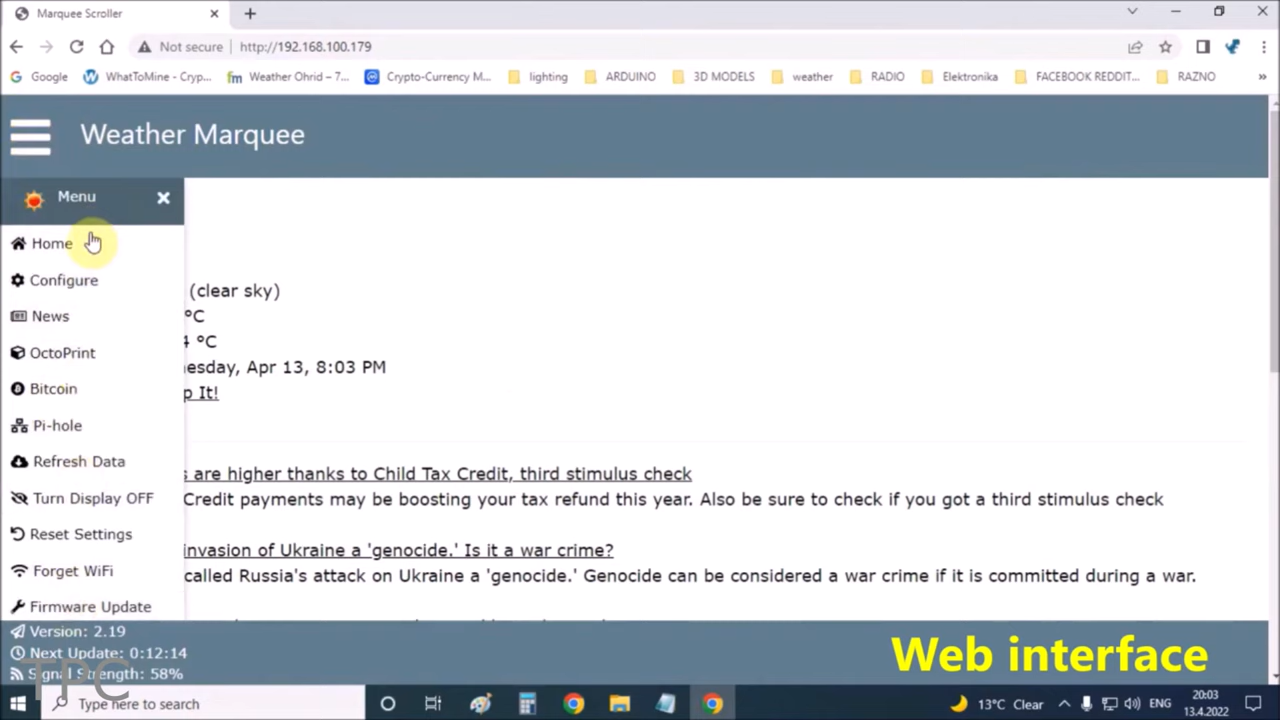 Marquee Scroller
Not secure
http://192.168.100.179
Google
WhatToMine - Cryp...
Weather Ohrid – 7...
Crypto-Currency M...
lighting
ARDUINO
3D MODELS
weather
RADIO
Elektronika
FACEBOOK REDDIT...
RAZNO
»
Weather Marquee
Menu
Home
Configure
News
OctoPrint
Bitcoin
Pi-hole
Refresh Data
Turn Display OFF
Reset Settings
Forget WiFi
Firmware Update
(clear sky)
°C
4 °C
esday, Apr 13, 8:03 PM
p It!
s are higher thanks to Child Tax Credit, third stimulus check
Credit payments may be boosting your tax refund this year. Also be sure to check if you got a third stimulus check
invasion of Ukraine a 'genocide.' Is it a war crime?
called Russia's attack on Ukraine a 'genocide.' Genocide can be considered a war crime if it is committed during a war.
Version: 2.19
Next Update: 0:12:14
Signal Strength: 58%
TPC
Web interface
Type here to search
13°C Clear
ENG
20:03
13.4.2022